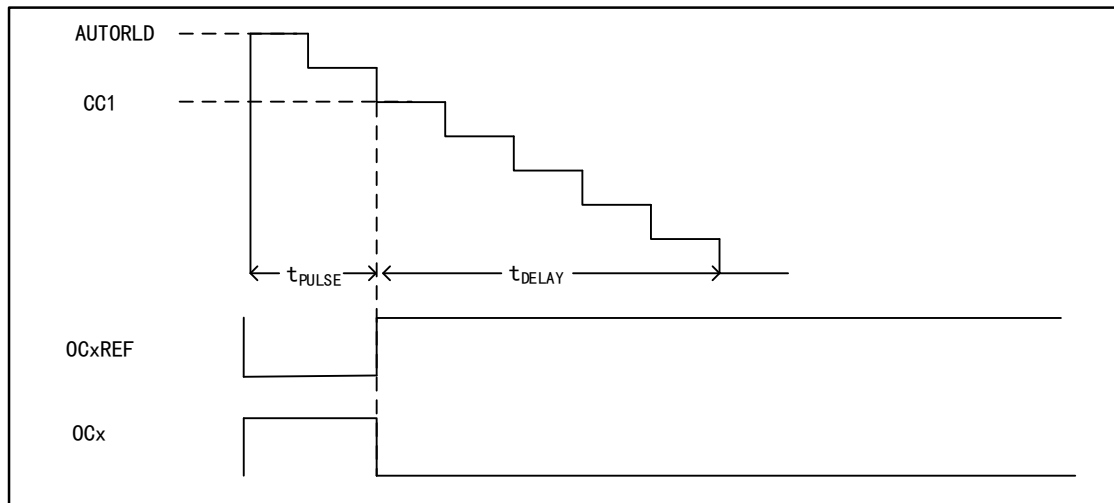 AUTORLD
CC1
tPULSE
tDELAY
OCxREF
OCx